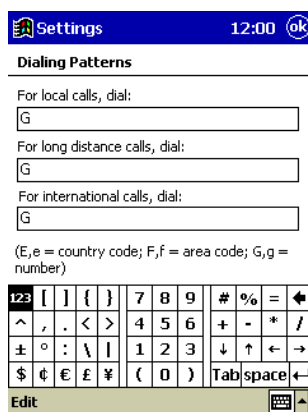 Settings 12:00 ok
Dialing Patterns
For local calls, dial:
G
For long distance calls, dial:
G
For international calls, dial:
G
(E,e = country code; F,f = area code; G,g =
number)
123 [ ] { } 7 8 9 # % = 🡄
^ , . < > 4 5 6 + - * /
± º : \ | 1 2 3 ↓ ↑ ← →
$ ¢ € £ ¥ ( 0 ) Tab space ↵
Edit